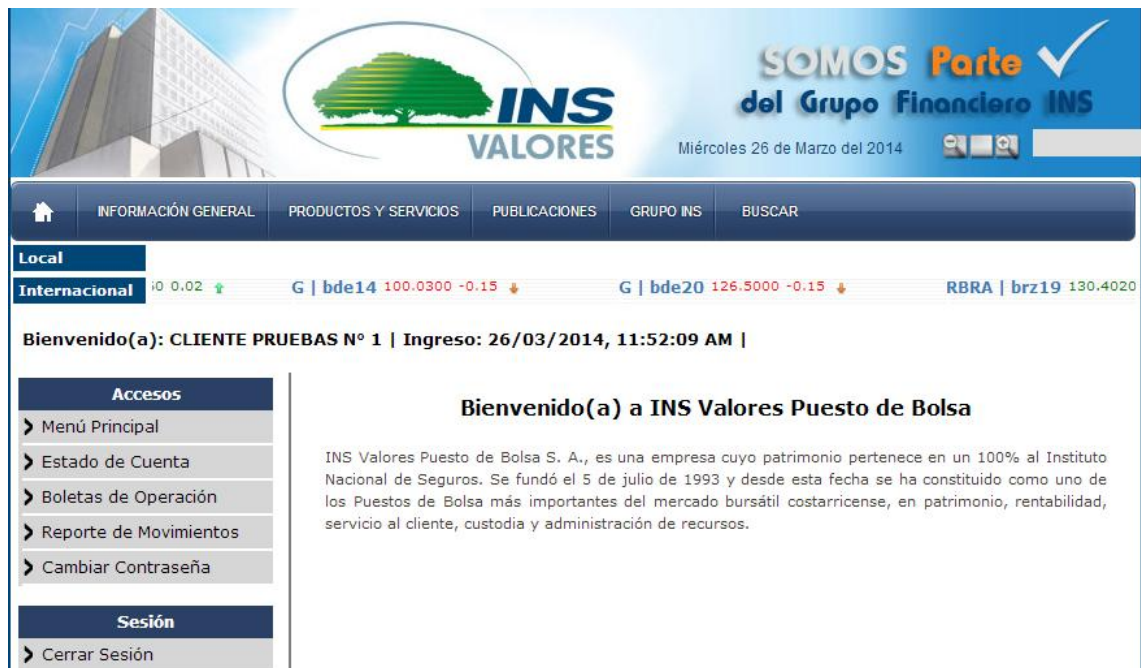 SOMOS Parte
del Grupo Financiero INS
INS
VALORES
Miércoles 26 de Marzo del 2014
INFORMACIÓN GENERAL PRODUCTOS Y SERVICIOS PUBLICACIONES GRUPO INS BUSCAR
Local
Internacional 0 0.02 G | bde14 100.0300 -0.15 G | bde20 126.5000 -0.15 RBRA | brz19 130.4020
Bienvenido(a): CLIENTE PRUEBAS N° 1 | Ingreso: 26/03/2014, 11:52:09 AM |
Accesos
Menú Principal
Estado de Cuenta
Boletas de Operación
Reporte de Movimientos
Cambiar Contraseña
Sesión
Cerrar Sesión
Bienvenido(a) a INS Valores Puesto de Bolsa
INS Valores Puesto de Bolsa S. A., es una empresa cuyo patrimonio pertenece en un 100% al Instituto
Nacional de Seguros. Se fundó el 5 de julio de 1993 y desde esta fecha se ha constituido como uno de
los Puestos de Bolsa más importantes del mercado bursátil costarricense, en patrimonio, rentabilidad,
servicio al cliente, custodia y administración de recursos.